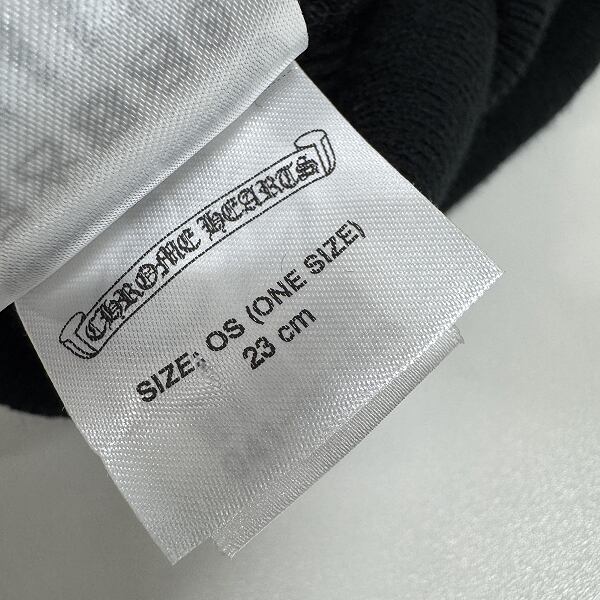 CHROME HEARTS
SIZE: OS (ONE SIZE)
23 cm